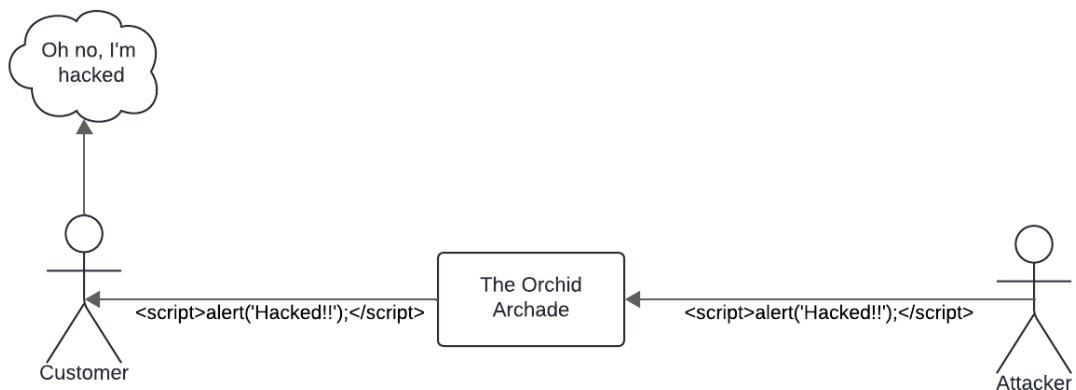 Oh no, I'm
hacked
The Orchid
Archade
<script>alert('Hacked!!');</script>
<script>alert('Hacked!!');</script>
Customer
Attacker